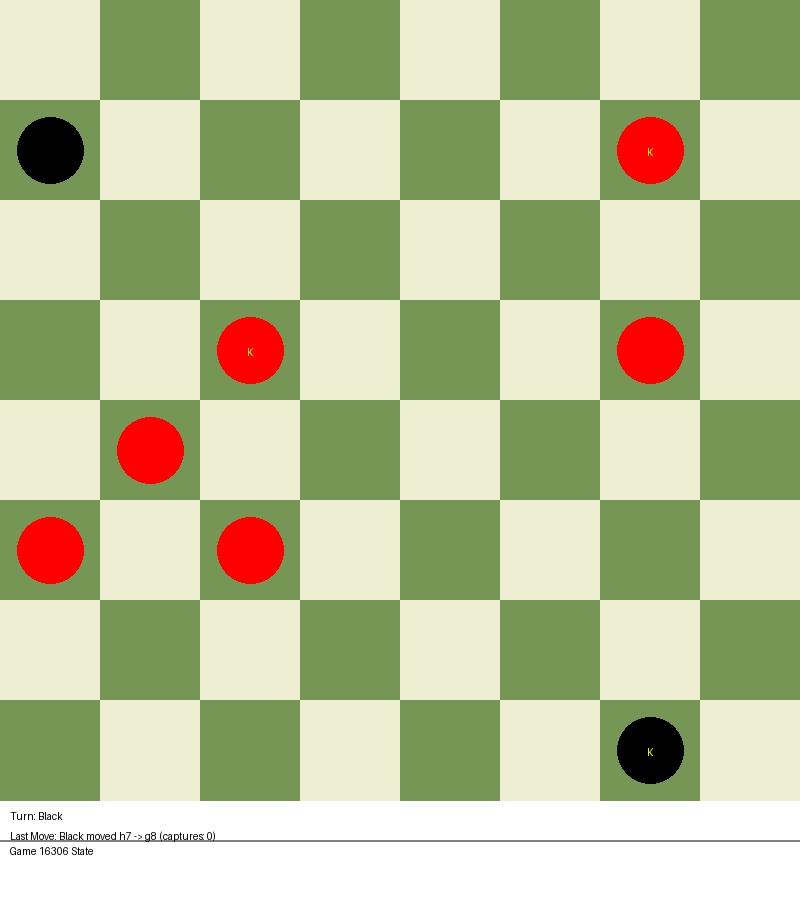 K
K
K
Turn: Black
Last Move: Black moved h7 -> g8 (captures: 0)
Game 16306 State